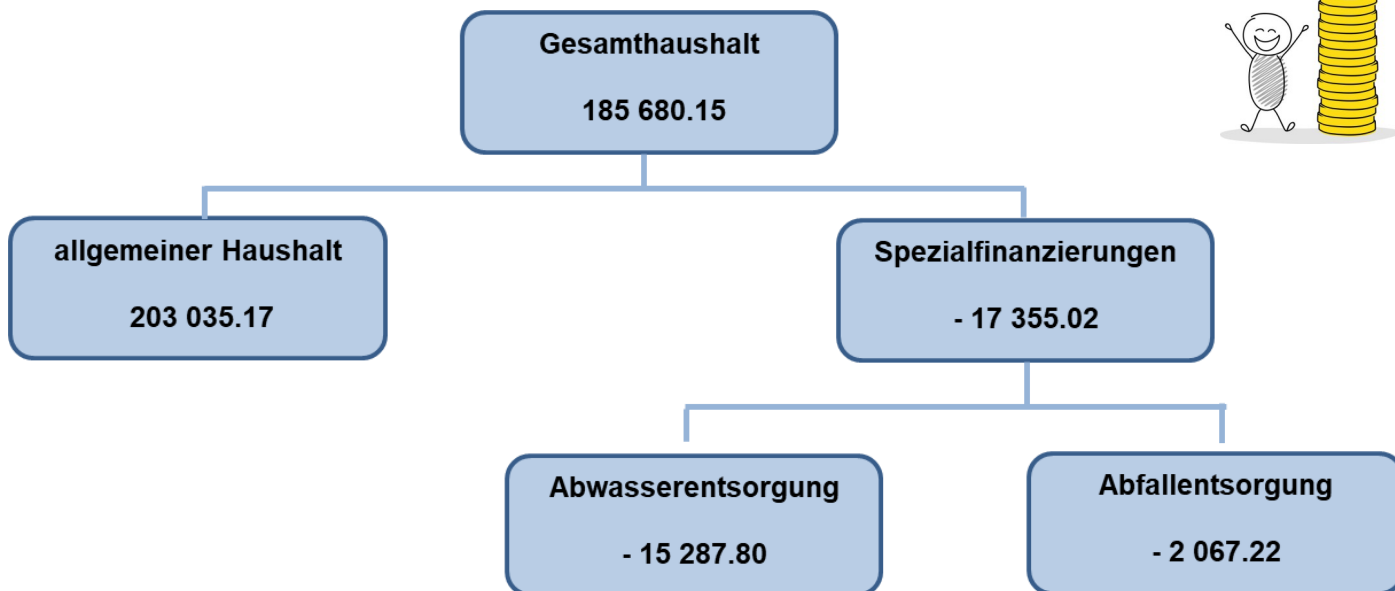 Gesamthaushalt
185 680.15
allgemeiner Haushalt
203 035.17
Spezialfinanzierungen
- 17 355.02
Abwasserentsorgung
- 15 287.80
Abfallentsorgung
- 2 067.22